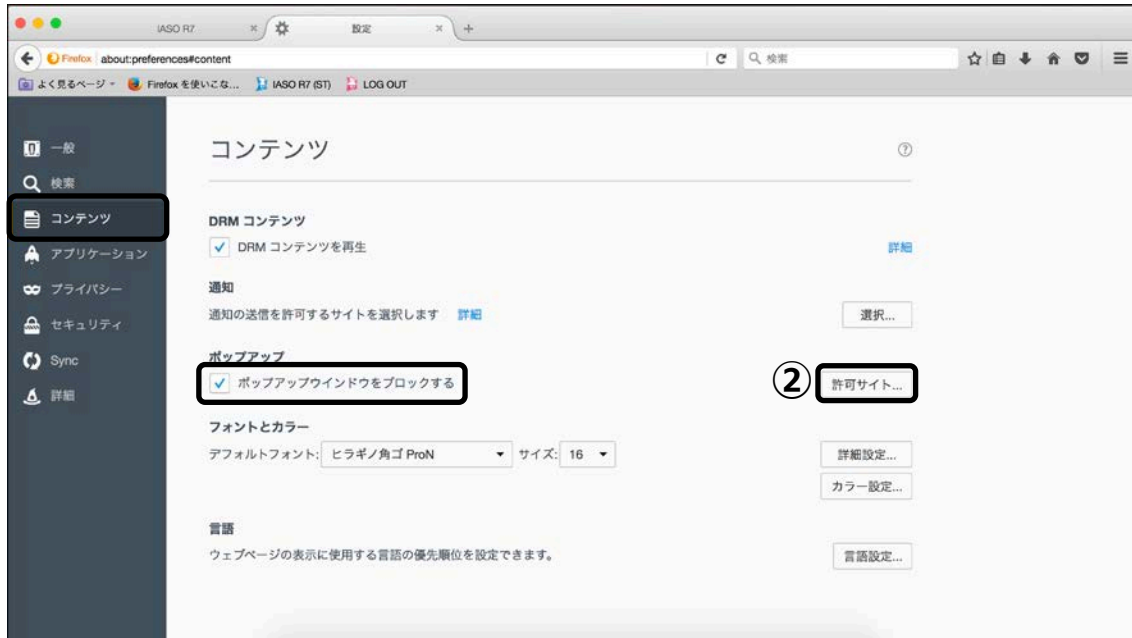 IASO R7 × 設定 × +
Firefox about:preferences#content 検索
よく見るページ Firefox を使いこな... IASO R7 (ST) LOG OUT
一般
検索
コンテンツ
アプリケーション
プライバシー
セキュリティ
Sync
詳細
コンテンツ ?
DRM コンテンツ
DRM コンテンツを再生 詳細
通知
通知の送信を許可するサイトを選択します 詳細 選択...
ポップアップ
ポップアップウインドウをブロックする ② 許可サイト...
フォントとカラー
デフォルトフォント: ヒラギノ角ゴ ProN サイズ: 16 詳細設定...
カラー設定...
言語
ウェブページの表示に使用する言語の優先順位を設定できます。 言語設定...